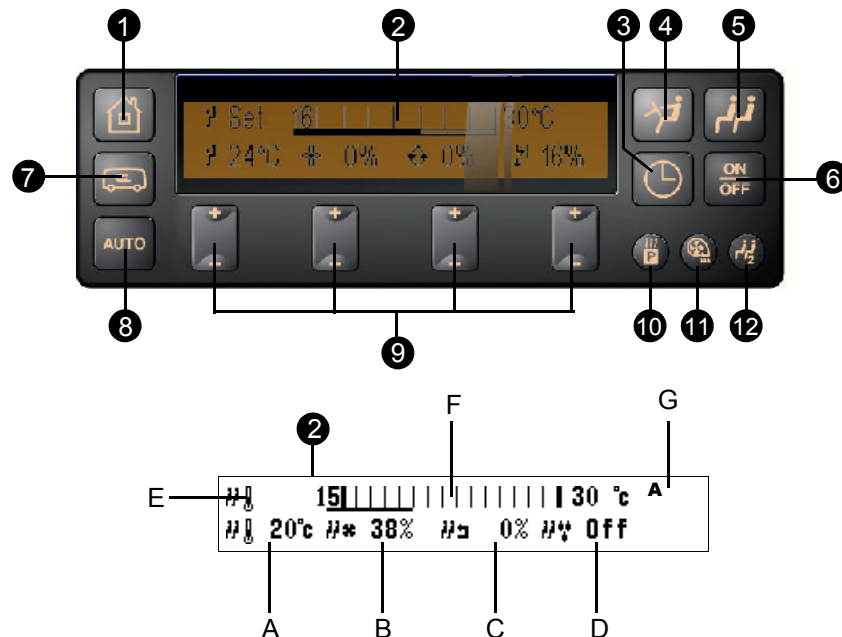 1 2 3 4 5
Set 16 30°C
24°C 0% 0% 16%
ON
OFF
7 6
AUTO
+ + + +
- - - -
P
2
8 9 10 11 12
2 F G
E 15 30 °c A
20°c 38% 0% Off
A B C D